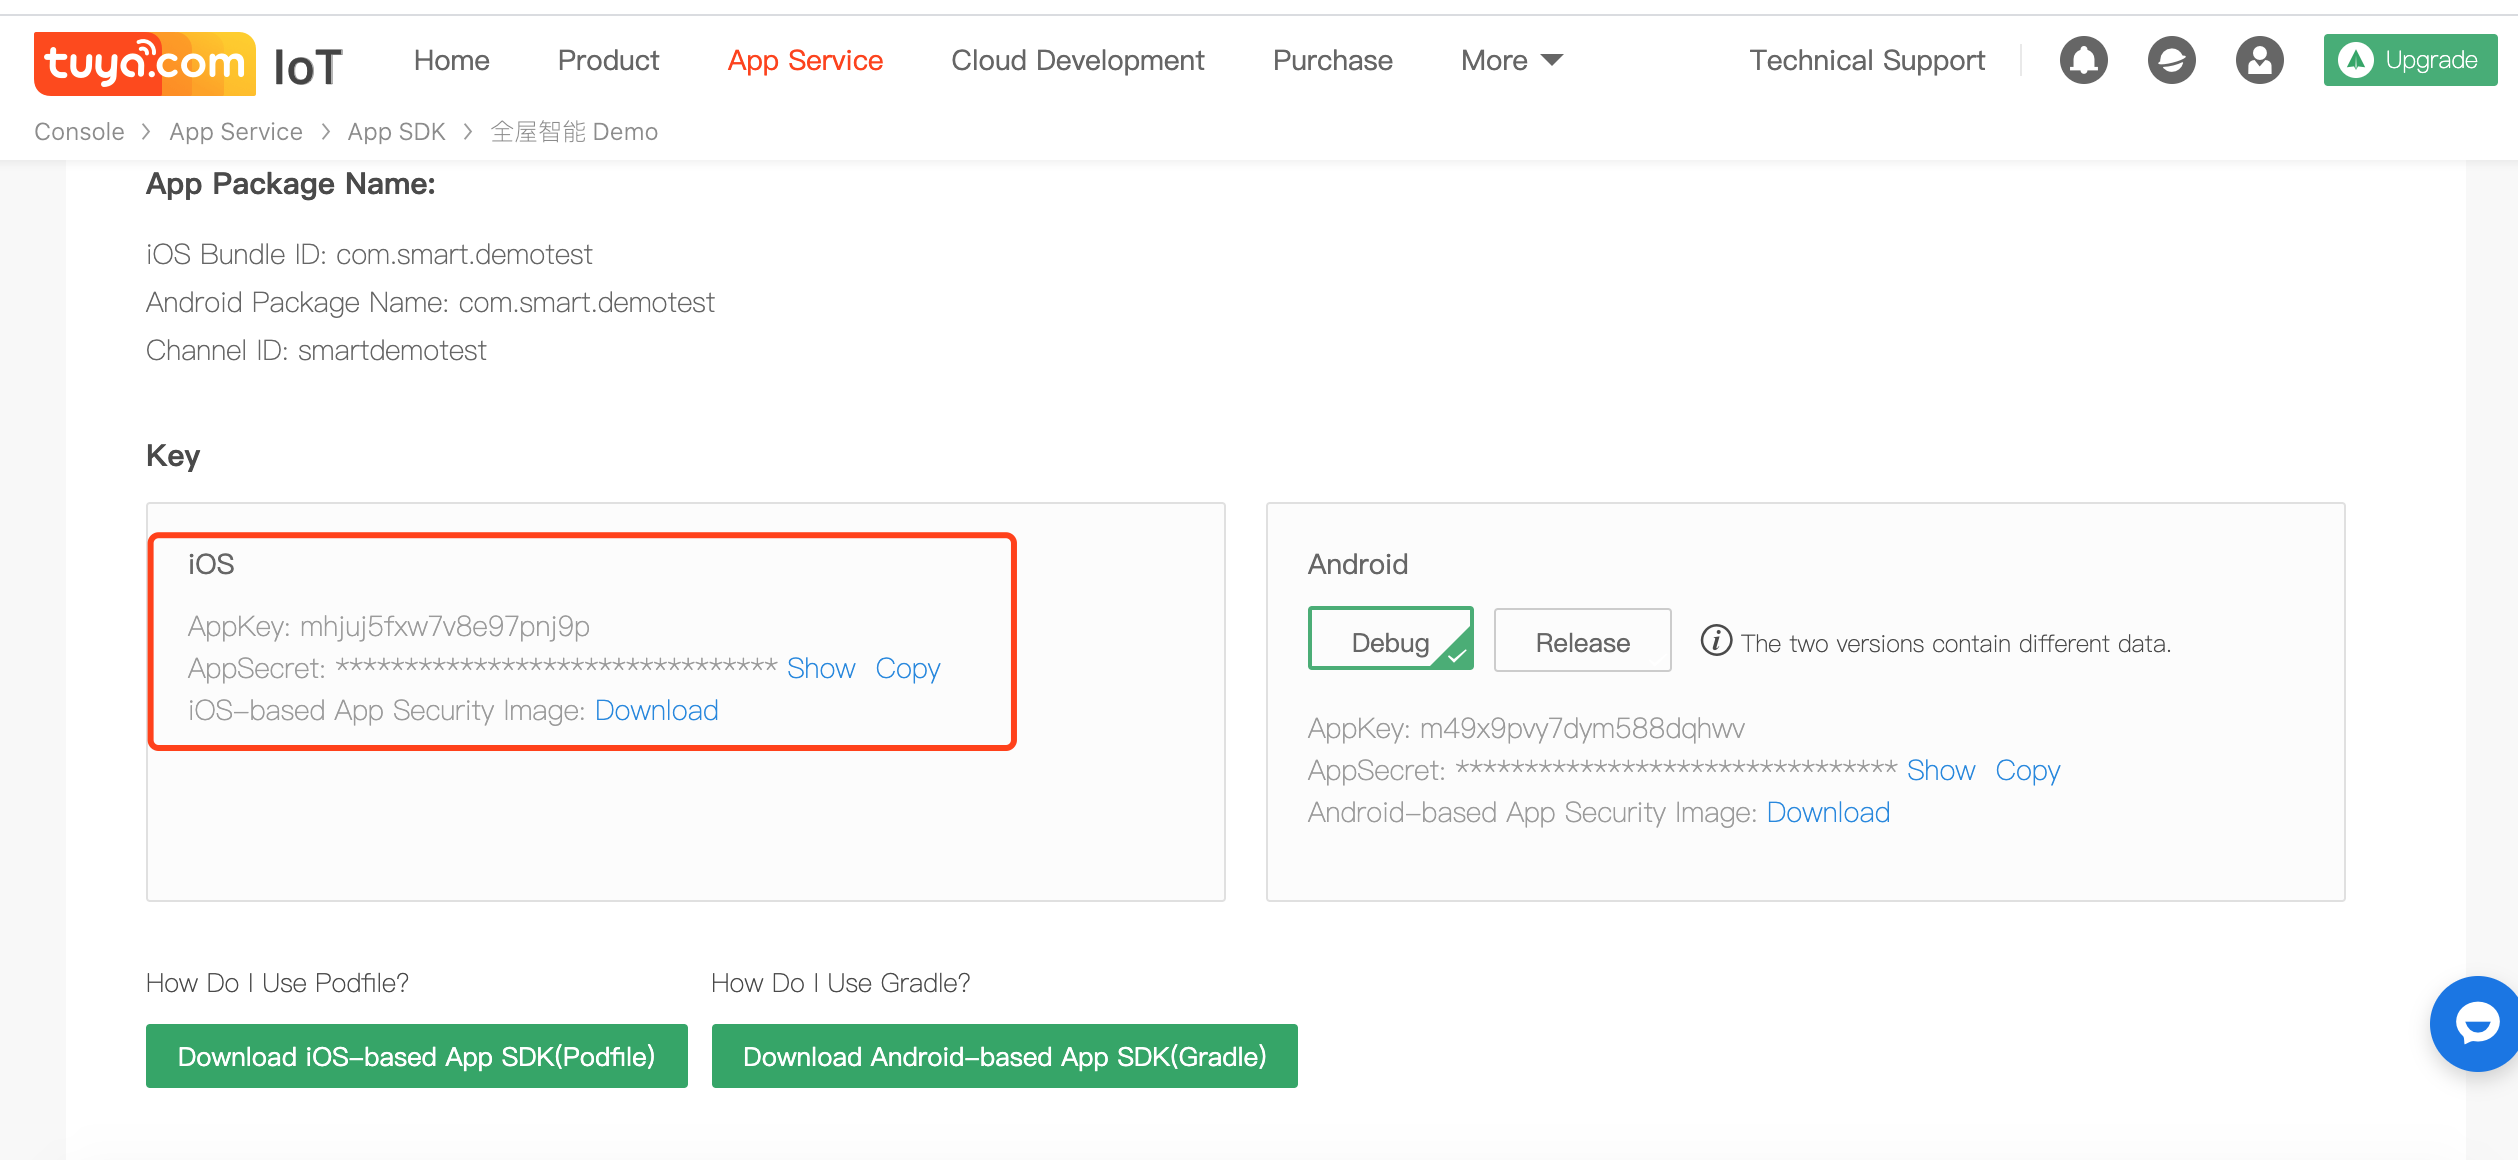 tuya.com IoT Home Product App Service Cloud Development Purchase More Technical Support Upgrade
Console > App Service > App SDK > 全屋智能 Demo
App Package Name:
iOS Bundle ID: com.smart.demotest
Android Package Name: com.smart.demotest
Channel ID: smartdemotest
Key
iOS
AppKey: mhjuj5fxw7v8e97pnj9p
AppSecret: ******************************** Show Copy
iOS-based App Security Image: Download
Android
Debug Release The two versions contain different data.
AppKey: m49x9pvy7dym588dqhwv
AppSecret: ******************************** Show Copy
Android-based App Security Image: Download
How Do I Use Podfile? How Do I Use Gradle?
Download iOS-based App SDK(Podfile) Download Android-based App SDK(Gradle)